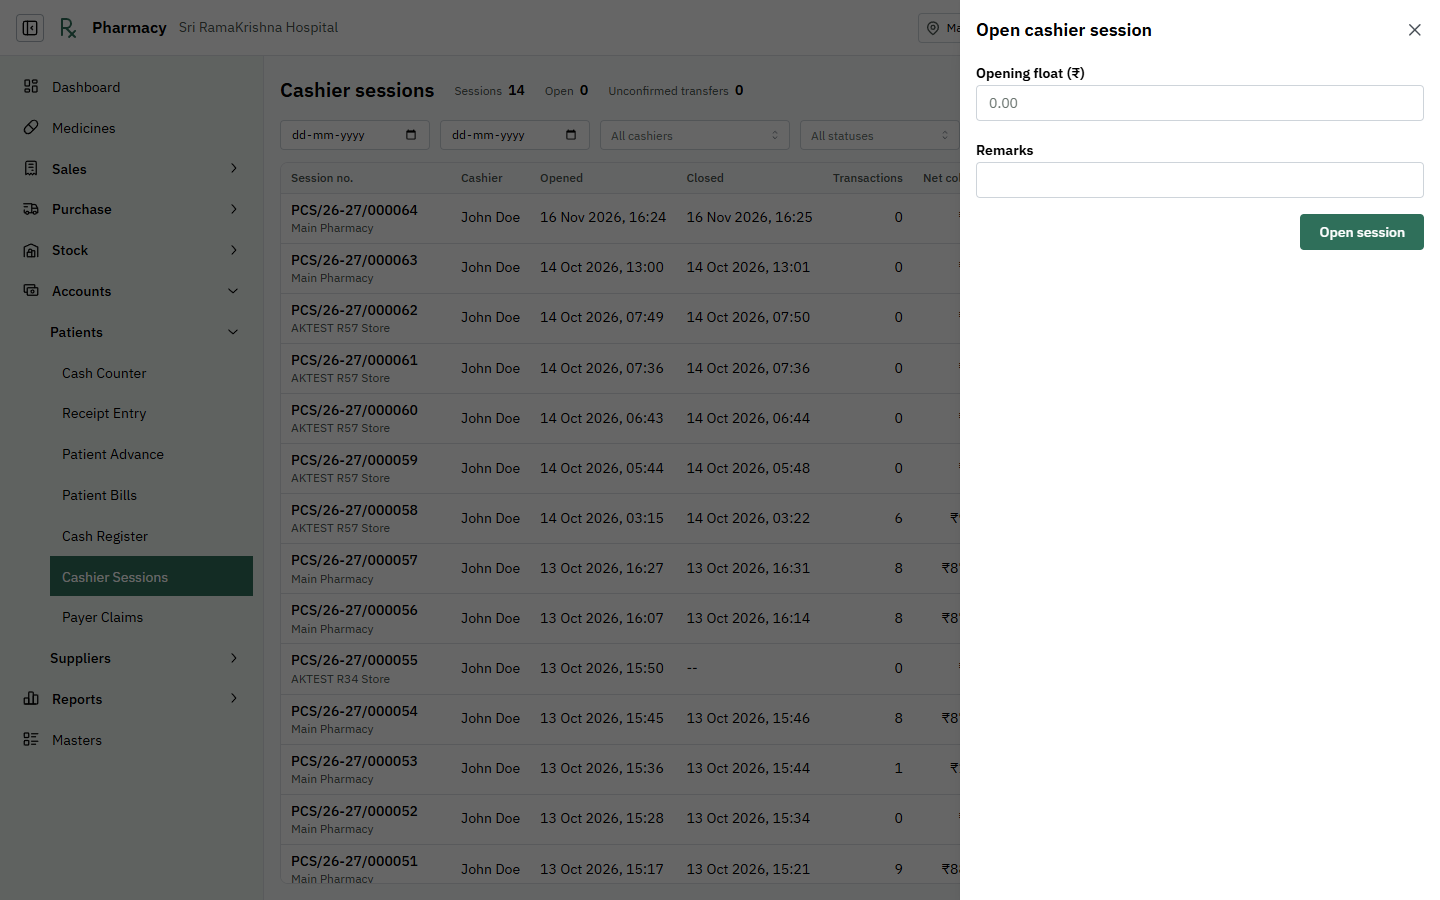 Pharmacy Sri RamaKrishna Hospital
Open cashier session
Opening float (₹)
0.00
Remarks
Open session
Dashboard
Medicines
Sales
Purchase
Stock
Accounts
Patients
Cash Counter
Receipt Entry
Patient Advance
Patient Bills
Cash Register
Cashier Sessions
Payer Claims
Suppliers
Reports
Masters
Cashier sessions Sessions 14 Open 0 Unconfirmed transfers 0
dd-mm-yyyy dd-mm-yyyy All cashiers All statuses
Session no. Cashier Opened Closed Transactions Net
PCS/26-27/000064 John Doe 16 Nov 2026, 16:24 16 Nov 2026, 16:25 0
Main Pharmacy
PCS/26-27/000063 John Doe 14 Oct 2026, 13:00 14 Oct 2026, 13:01 0
Main Pharmacy
PCS/26-27/000062 John Doe 14 Oct 2026, 07:49 14 Oct 2026, 07:50 0
AKTEST R57 Store
PCS/26-27/000061 John Doe 14 Oct 2026, 07:36 14 Oct 2026, 07:36 0
AKTEST R57 Store
PCS/26-27/000060 John Doe 14 Oct 2026, 06:43 14 Oct 2026, 06:44 0
AKTEST R57 Store
PCS/26-27/000059 John Doe 14 Oct 2026, 05:44 14 Oct 2026, 05:48 0
AKTEST R57 Store
PCS/26-27/000058 John Doe 14 Oct 2026, 03:15 14 Oct 2026, 03:22 6 ₹
AKTEST R57 Store
PCS/26-27/000057 John Doe 13 Oct 2026, 16:27 13 Oct 2026, 16:31 8 ₹8
Main Pharmacy
PCS/26-27/000056 John Doe 13 Oct 2026, 16:07 13 Oct 2026, 16:14 8 ₹8
Main Pharmacy
PCS/26-27/000055 John Doe 13 Oct 2026, 15:50 -- 0
AKTEST R34 Store
PCS/26-27/000054 John Doe 13 Oct 2026, 15:45 13 Oct 2026, 15:46 8 ₹8
Main Pharmacy
PCS/26-27/000053 John Doe 13 Oct 2026, 15:36 13 Oct 2026, 15:44 1 ₹
Main Pharmacy
PCS/26-27/000052 John Doe 13 Oct 2026, 15:28 13 Oct 2026, 15:34 0
Main Pharmacy
PCS/26-27/000051 John Doe 13 Oct 2026, 15:17 13 Oct 2026, 15:21 9 ₹8
Main Pharmacy